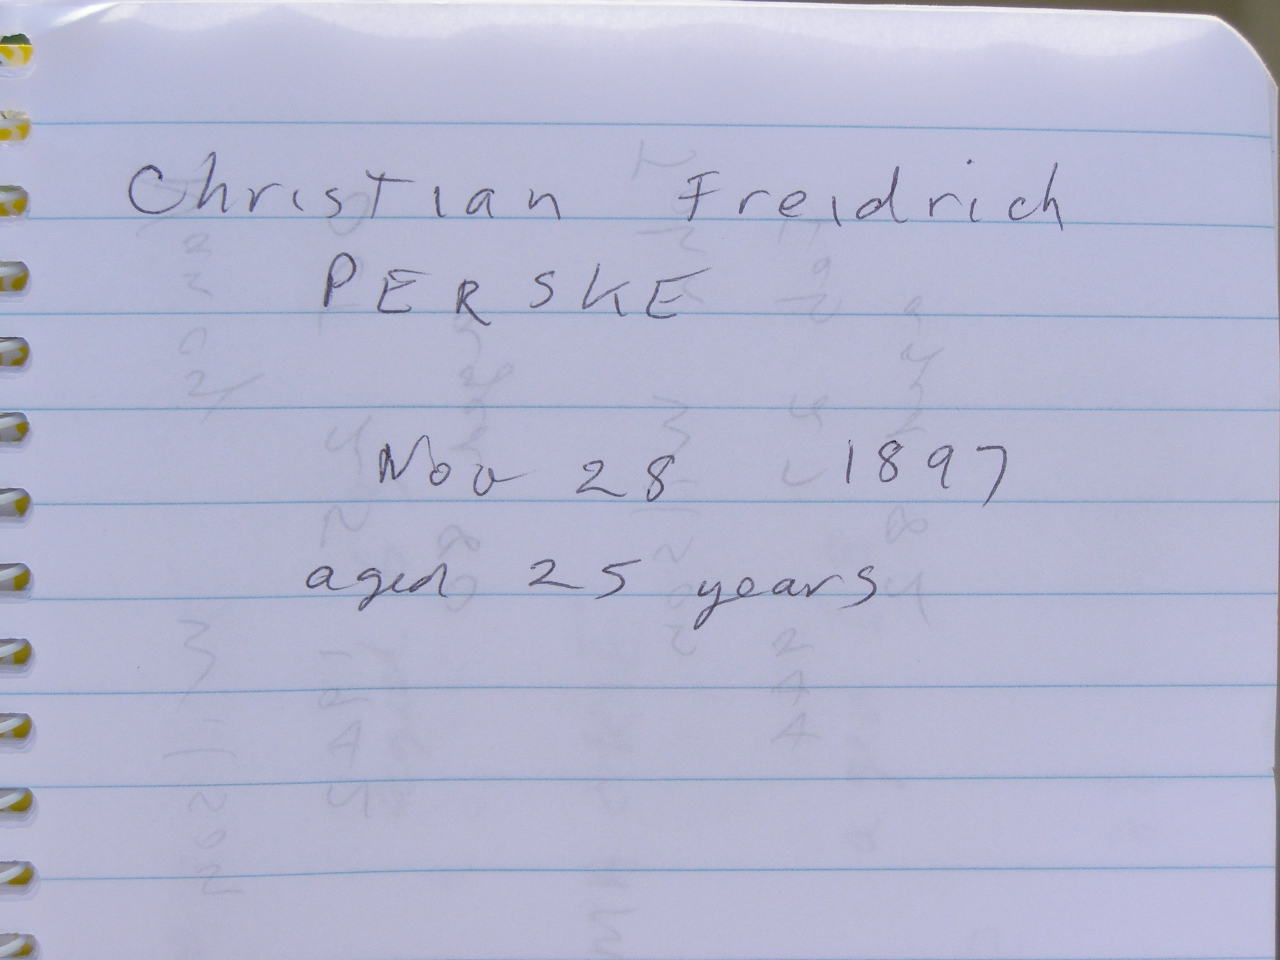 Christian Freidrich
PERSKE
Nov 28 1897
aged 25 years